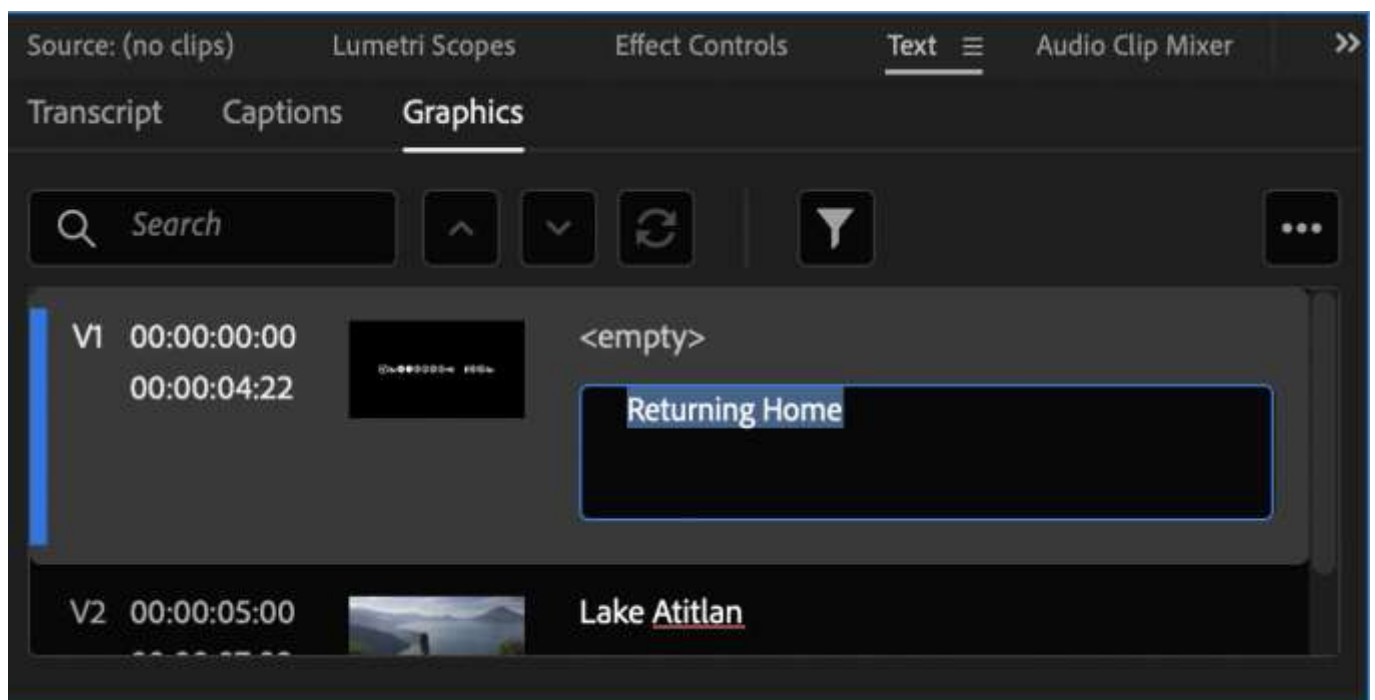 Source: (no clips) Lumetri Scopes Effect Controls Text Audio Clip Mixer
Transcript Captions Graphics
Search
V1 00:00:00:00 <empty>
00:00:04:22 Returning Home
V2 00:00:05:00 Lake Atitlan